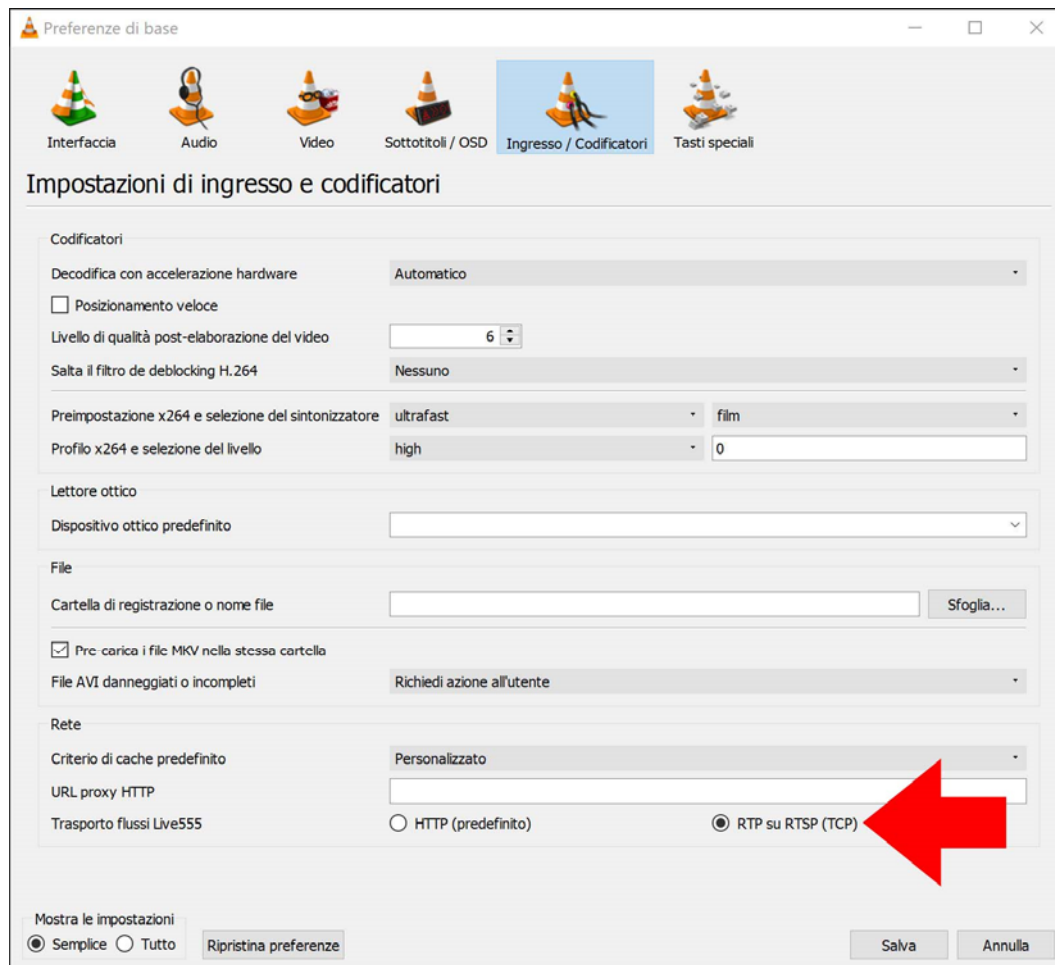 Preferenze di base
Interfaccia Audio Video Sottotitoli / OSD Ingresso / Codificatori Tasti speciali
Impostazioni di ingresso e codificatori
Codificatori
Decodifica con accelerazione hardware Automatico
Posizionamento veloce
Livello di qualità post-elaborazione del video 6
Salta il filtro de deblocking H.264 Nessuno
Preimpostazione x264 e selezione del sintonizzatore ultrafast film
Profilo x264 e selezione del livello high 0
Lettore ottico
Dispositivo ottico predefinito
File
Cartella di registrazione o nome file Sfoglia...
Pre-carica i file MKV nella stessa cartella
File AVI danneggiati o incompleti Richiedi azione all'utente
Rete
Criterio di cache predefinito Personalizzato
URL proxy HTTP
Trasporto flussi Live555 HTTP (predefinito) RTP su RTSP (TCP)
Mostra le impostazioni
Semplice Tutto Ripristina preferenze Salva Annulla